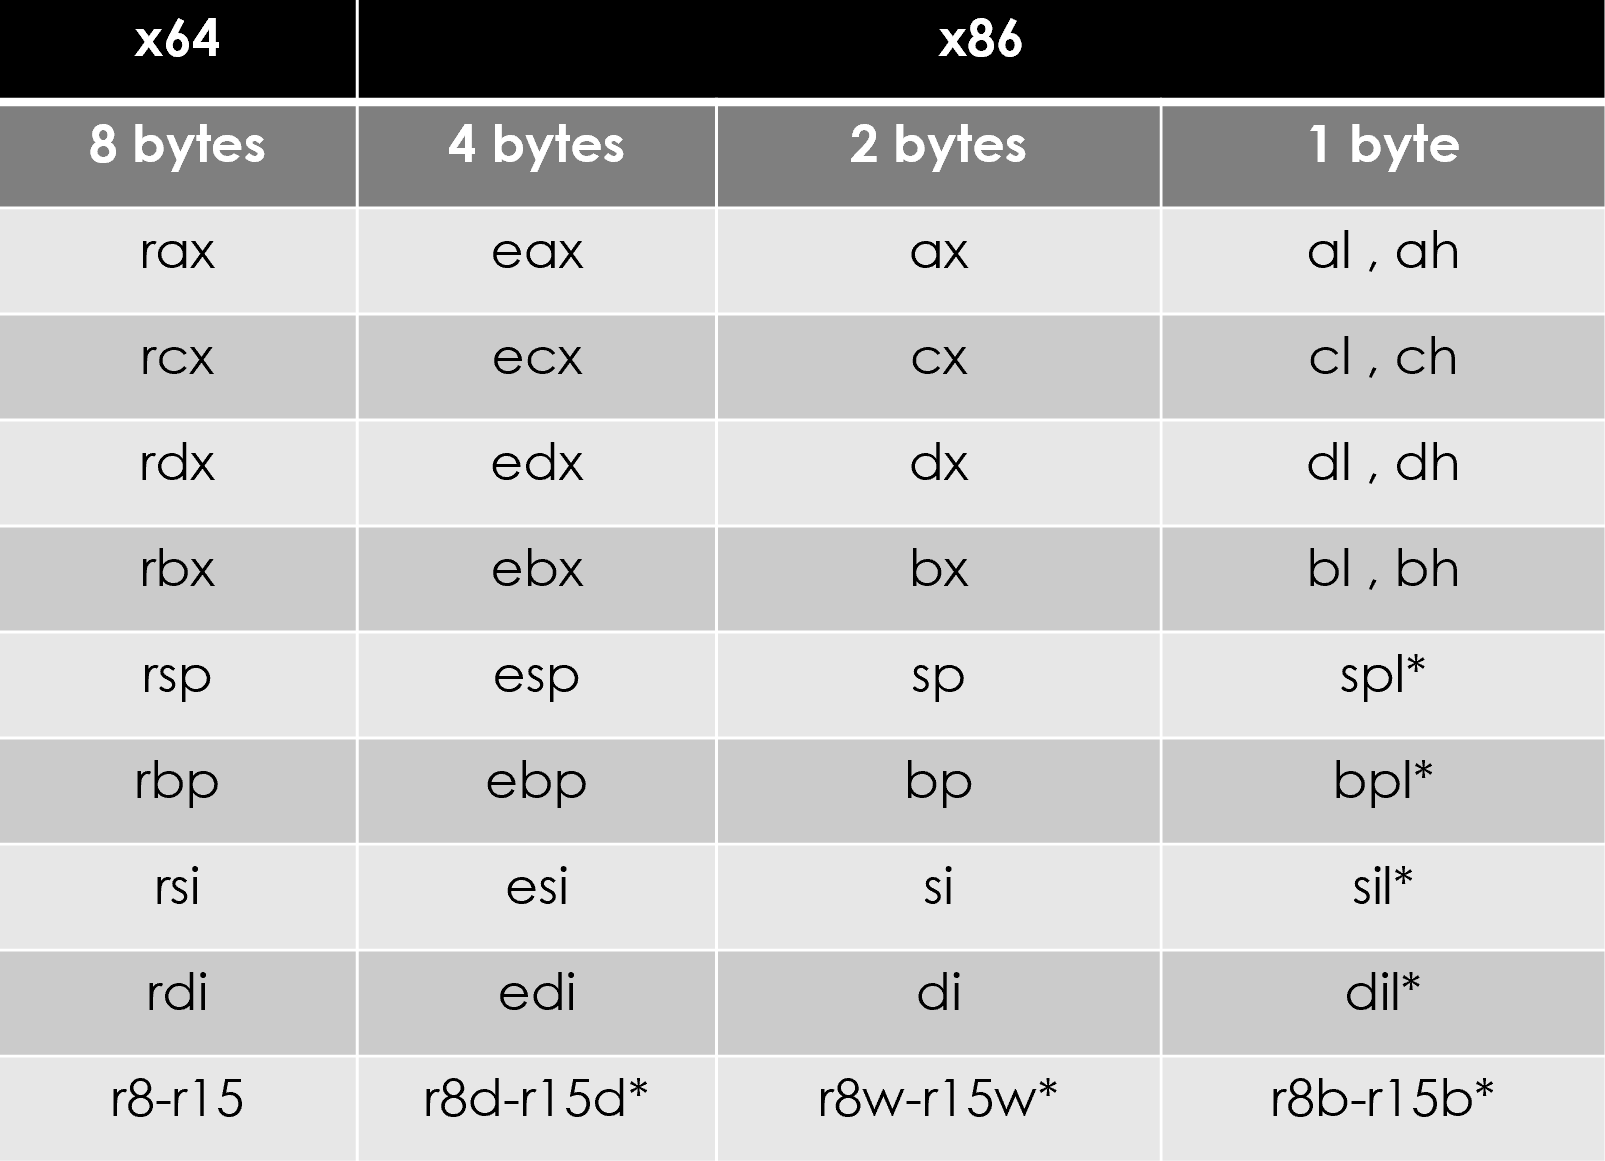 x64 x86
8 bytes 4 bytes 2 bytes 1 byte
rax eax ax al , ah
rcx ecx cx cl , ch
rdx edx dx dl , dh
rbx ebx bx bl , bh
rsp esp sp spl*
rbp ebp bp bpl*
rsi esi si sil*
rdi edi di dil*
r8-r15 r8d-r15d* r8w-r15w* r8b-r15b*